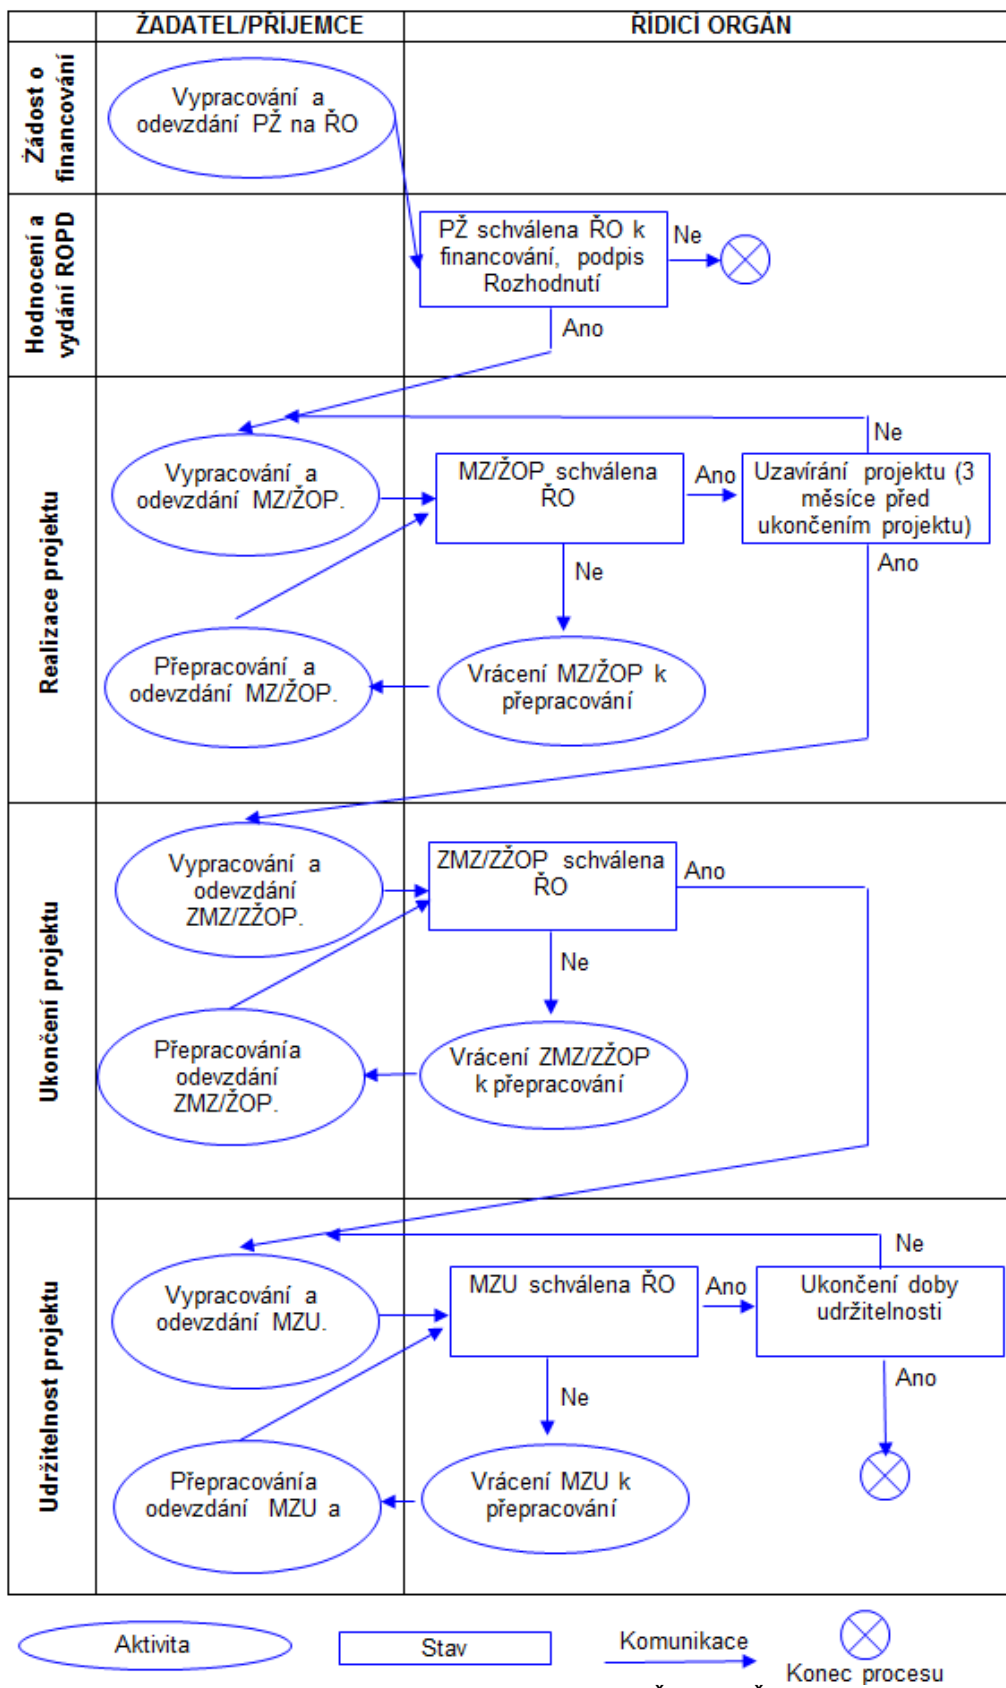 ŽADATEL/PŘÍJEMCE
ŘÍDICÍ ORGÁN
Žádost o
financování
Vypracování a
odevzdání PŽ na ŘO
Hodnocení a
vydání ROPD
PŽ schválena ŘO k
financování, podpis
Rozhodnutí
Ne
Ano
Realizace projektu
Vypracování a
odevzdání MZ/ŽOP.
MZ/ŽOP schválena
ŘO
Ano
Ne
Uzavírání projektu (3
měsíce před
ukončením projektu)
Ano
Ne
Přepracování a
odevzdání MZ/ŽOP.
Vrácení MZ/ŽOP k
přepracování
Ukončení projektu
Vypracování a
odevzdání
ZMZ/ZŽOP.
ZMZ/ZŽOP schválena
ŘO
Ano
Ne
Přepracovánía
odevzdání
ZMZ/ŽOP.
Vrácení ZMZ/ZŽOP
k přepracování
Udržitelnost projektu
Vypracování a
odevzdání MZU.
MZU schválena ŘO
Ano
Ne
Ukončení doby
udržitelnosti
Ne
Ano
Přepracovánía
odevzdání MZU a
Vrácení MZU k
přepracování
Aktivita
Stav
Komunikace
Konec procesu